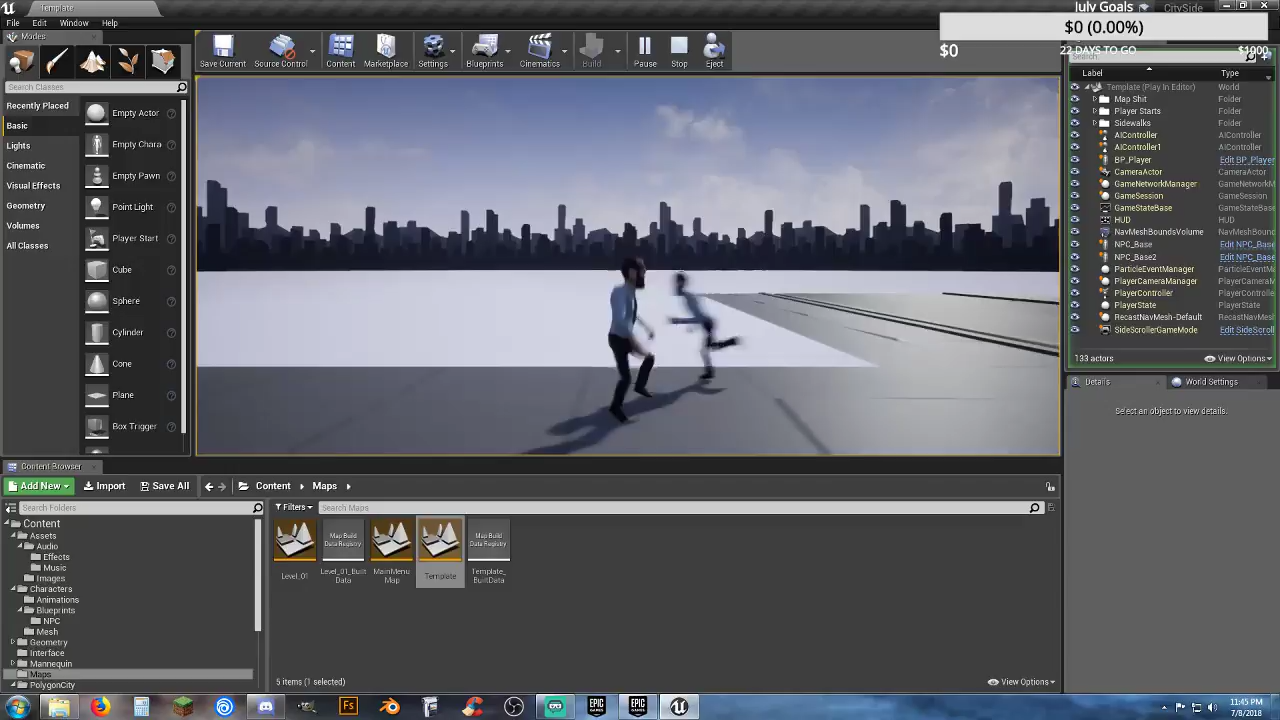 Template
July Goals
CitySide
File Edit Window Help
$0 (0.00%)
$0
22 DAYS TO GO
$1000
Modes
Search Classes
Recently Placed
Basic
Lights
Cinematic
Visual Effects
Geometry
Volumes
All Classes
Empty Actor
Empty Chara
Empty Pawn
Point Light
Player Start
Cube
Sphere
Cylinder
Cone
Plane
Box Trigger
Save Current
Source Control
Content
Marketplace
Settings
Blueprints
Cinematics
Build
Pause
Stop
Eject
Search
Label Type
Template (Play In Editor) World
Map Shit Folder
Player Starts Folder
Sidewalks Folder
AIController AIController
AIController1 AIController
BP_Player Edit BP_Player
CameraActor CameraActor
GameNetworkManager GameNetworkM
GameSession GameSession
GameStateBase GameStateBase
HUD HUD
NavMeshBoundsVolume NavMeshBound
NPC_Base Edit NPC_Base
NPC_Base2 Edit NPC_Base
ParticleEventManager ParticleEventM
PlayerCameraManager PlayerCameraM
PlayerController PlayerControlle
PlayerState PlayerState
RecastNavMesh-Default RecastNavMesh
SideScrollerGameMode Edit SideScroll
133 actors
View Options
Details
World Settings
Select an object to view details.
Content Browser
Add New
Import
Save All
Content
Maps
Search Folders
Filters
Search Maps
Content
Assets
Audio
Effects
Music
Images
Characters
Animations
Blueprints
NPC
Mesh
Geometry
Interface
Mannequin
Maps
PolygonCity
Map Build
Data Registry
Map Build
Data Registry
Level_01
Level_01_Built
Data
MainMenu
Map
Template
Template_
BuiltData
5 items (1 selected)
View Options
Fs
EPIC
GAMES
EPIC
GAMES
11:45 PM
7/8/2018